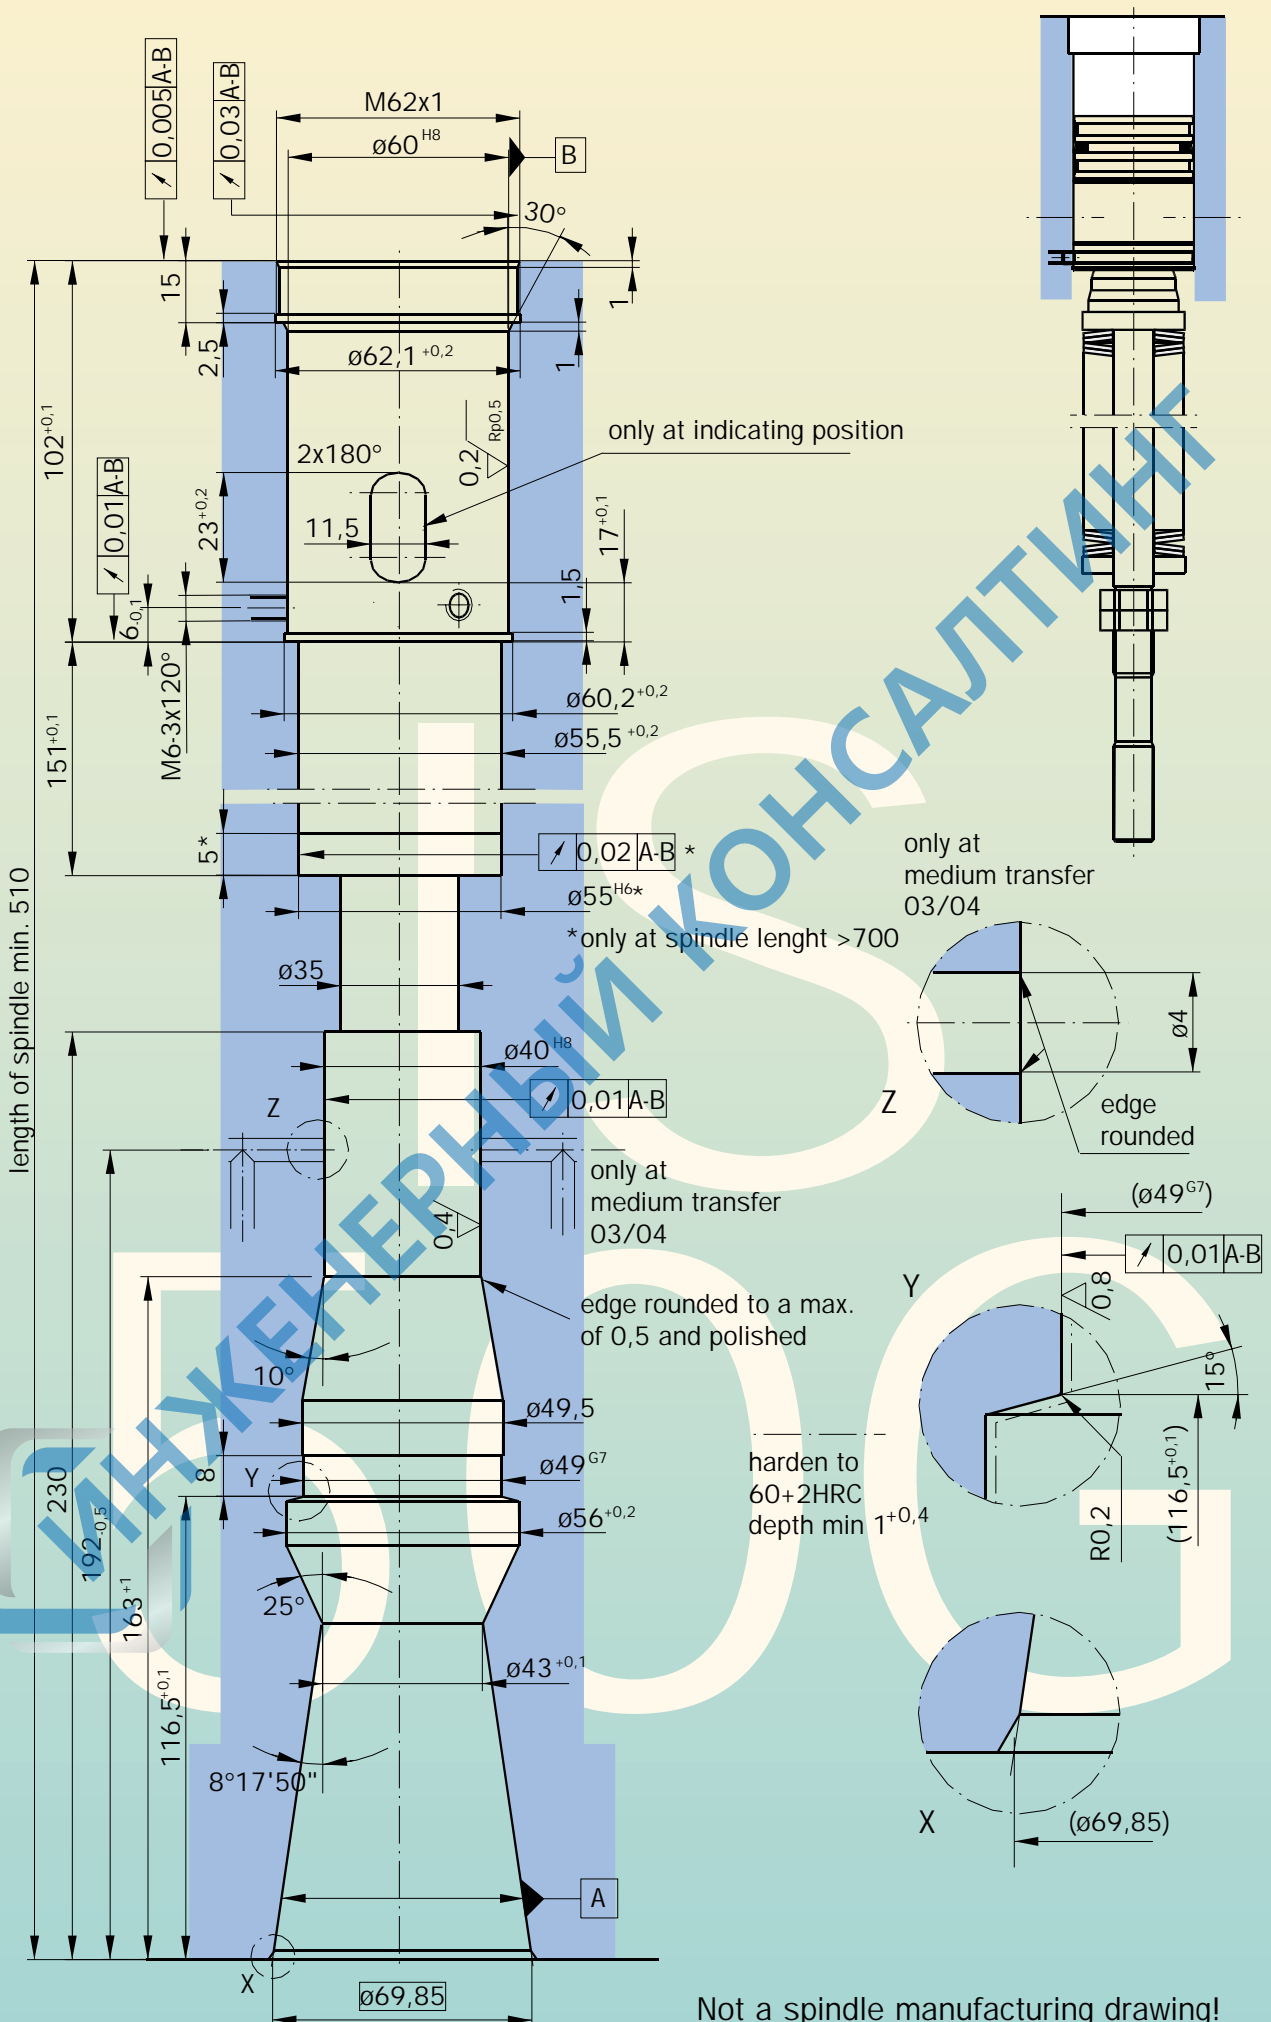 0,005 A-B
0,03 A-B
M62x1
ø60 H8
B
30°
15
1
2,5
ø62,1 +0,2
1
102+0,1
only at indicating position
Rp0,5
0,2
2x180°
23+0,2
11,5
17+0,1
0,01 A-B
1,5
6-0,1
M6-3x120°
151+0,1
ø60,2+0,2
ø55,5 +0,2
5*
0,02 A-B *
ø55H6*
*only at spindle lenght >700
only at
medium transfer
03/04
length of spindle min. 510
ø35
ø4
ø40 H8
0,01 A-B
Z
Z
edge
rounded
only at
medium transfer
03/04
0,4
(ø49G7)
0,01 A-B
Y
0,8
edge rounded to a max.
of 0,5 and polished
15°
10°
ø49,5
230
8
Y
ø49G7
harden to
60+2HRC
depth min 1+0,4
(116,5+0,1)
R0,2
192-0,5
ø56+0,2
163+1
25°
116,5+0,1
ø43 +0,1
8°17'50"
X
(ø69,85)
A
X
ø69,85
Not a spindle manufacturing drawing!
IS
50G
ИНЖЕНЕРНЫЙ КОНСАЛТИНГ